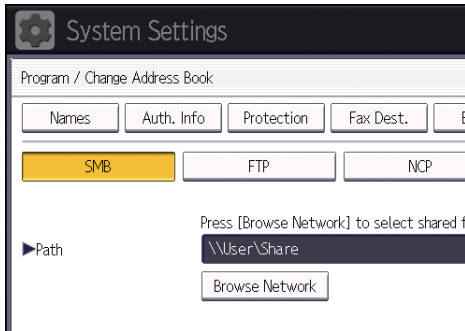 System Settings
Program / Change Address Book
Names Auth. Info Protection Fax Dest.
SMB FTP NCP
Press [Browse Network] to select shared
▶Path \\User\Share
Browse Network